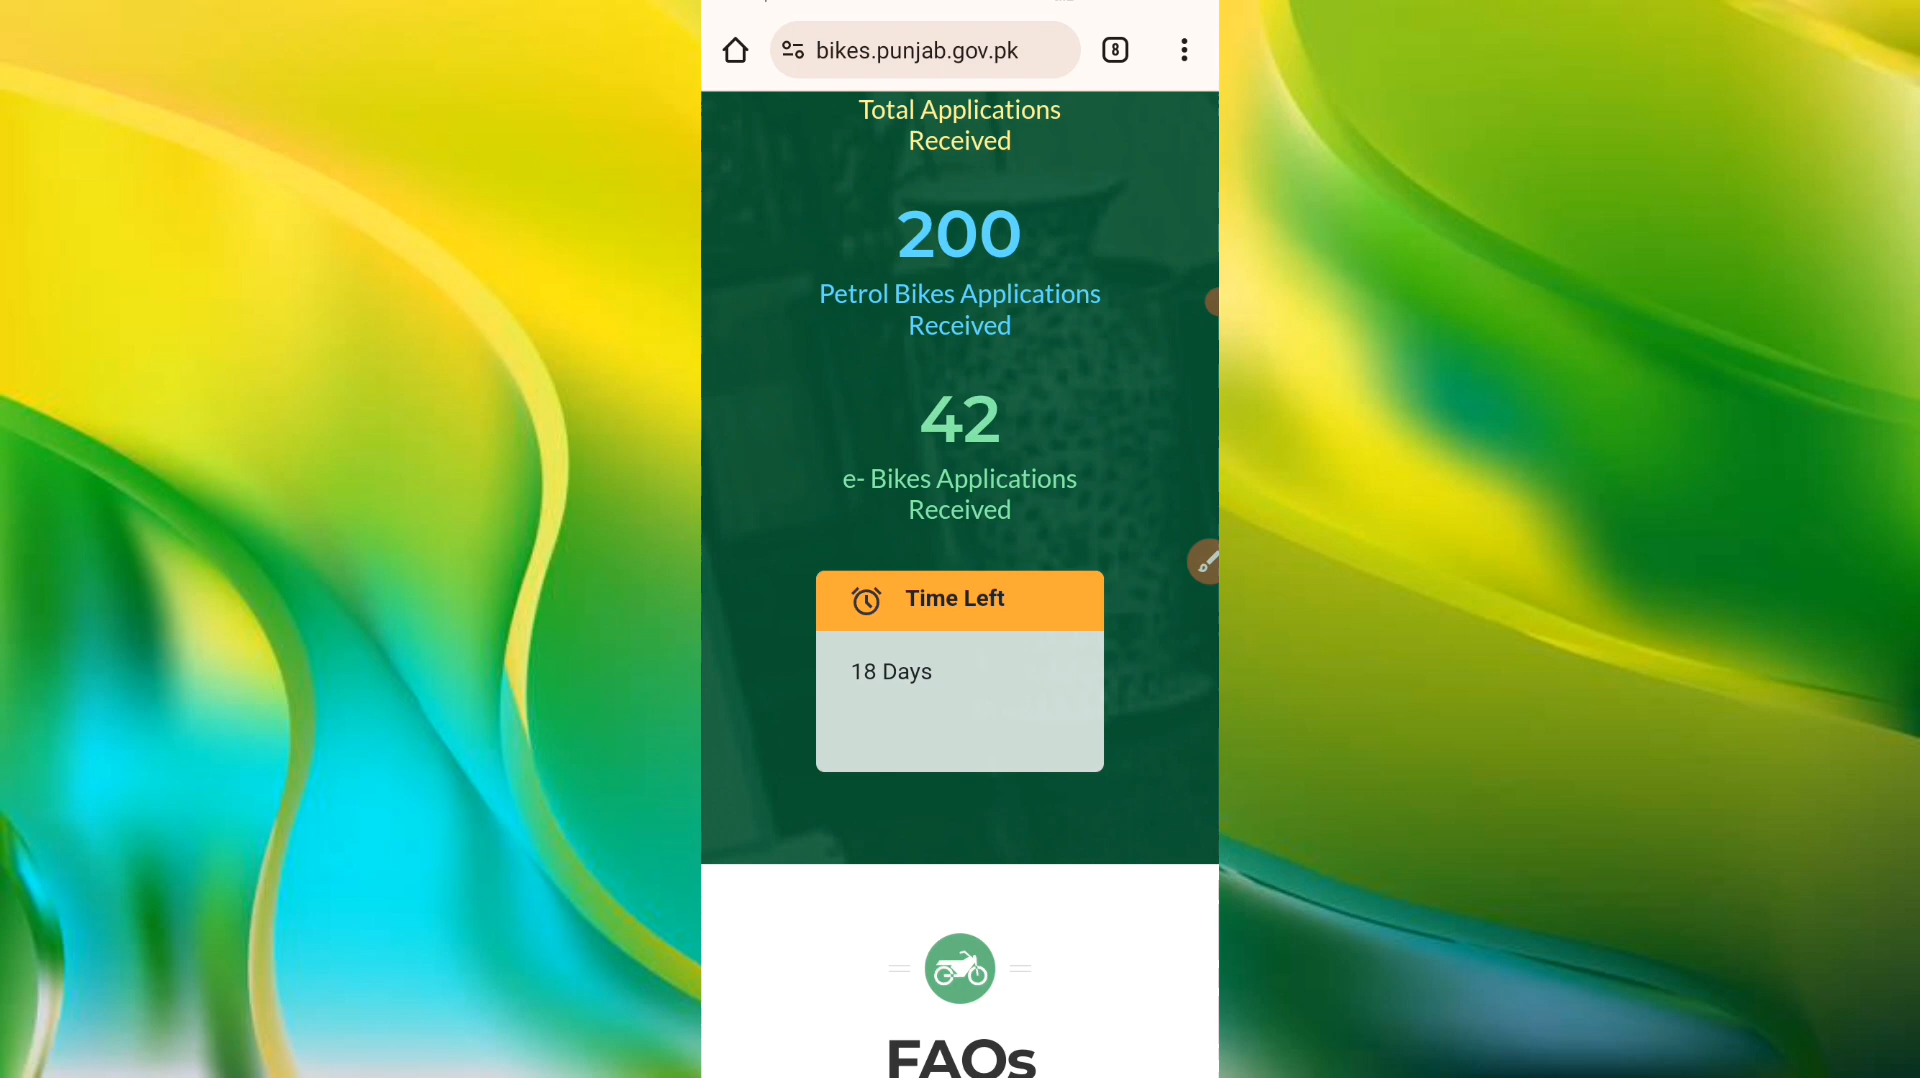 bikes.punjab.gov.pk
8
Total Applications
Received
200
Petrol Bikes Applications
Received
42
e- Bikes Applications
Received
Time Left
18 Days
FAQs